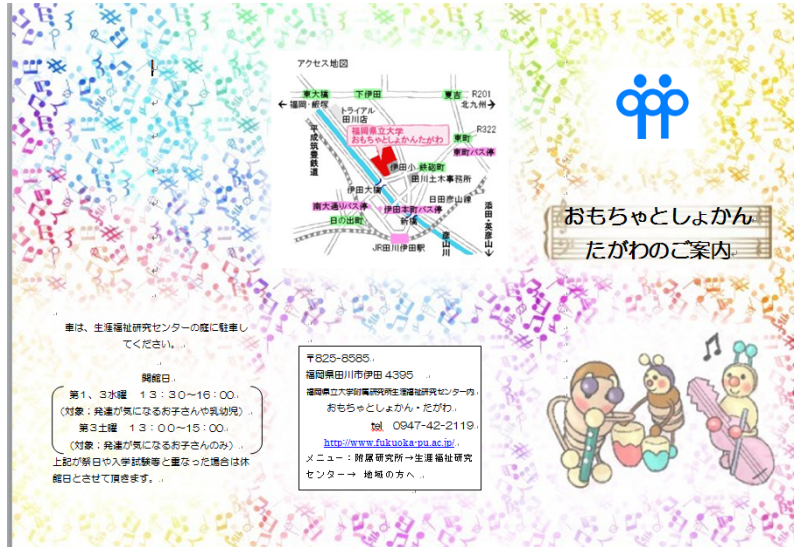 車は、生涯福祉研究センターの庭に駐車し
てください。
開館日
第1、3水曜　13:30～16:00
（対象；発達が気になるお子さんや乳幼児）
第3土曜　13:00～15:00
（対象；発達が気になるお子さんのみ）
上記が祭日や入学試験等と重なった場合は休
館日とさせて頂きます。
アクセス地図
東大橋
下伊田
夏吉
R201
←福岡・飯塚
北九州→
トライアル
田川店
R322
平成筑豊鉄道
福岡県立大学
おもちゃとしょかんたがわ
東町
東町バス停
伊田小
鉄砲町
田川土木事務所
伊田大橋
日田彦山線
南大通りバス停
伊田本町バス停
日の出町
新橋
添田・英彦山→
彦山川
JR田川伊田駅
〒825-8585
福岡県田川市伊田 4395
福岡県立大学附属研究所生涯福祉研究センター内
おもちゃとしょかん・たがわ
tel　0947-42-2119
http://www.fukuoka-pu.ac.jp/
メニュー：附属研究所→生涯福祉研究
センター→ 地域の方へ
おもちゃとしょかん
たがわのご案内